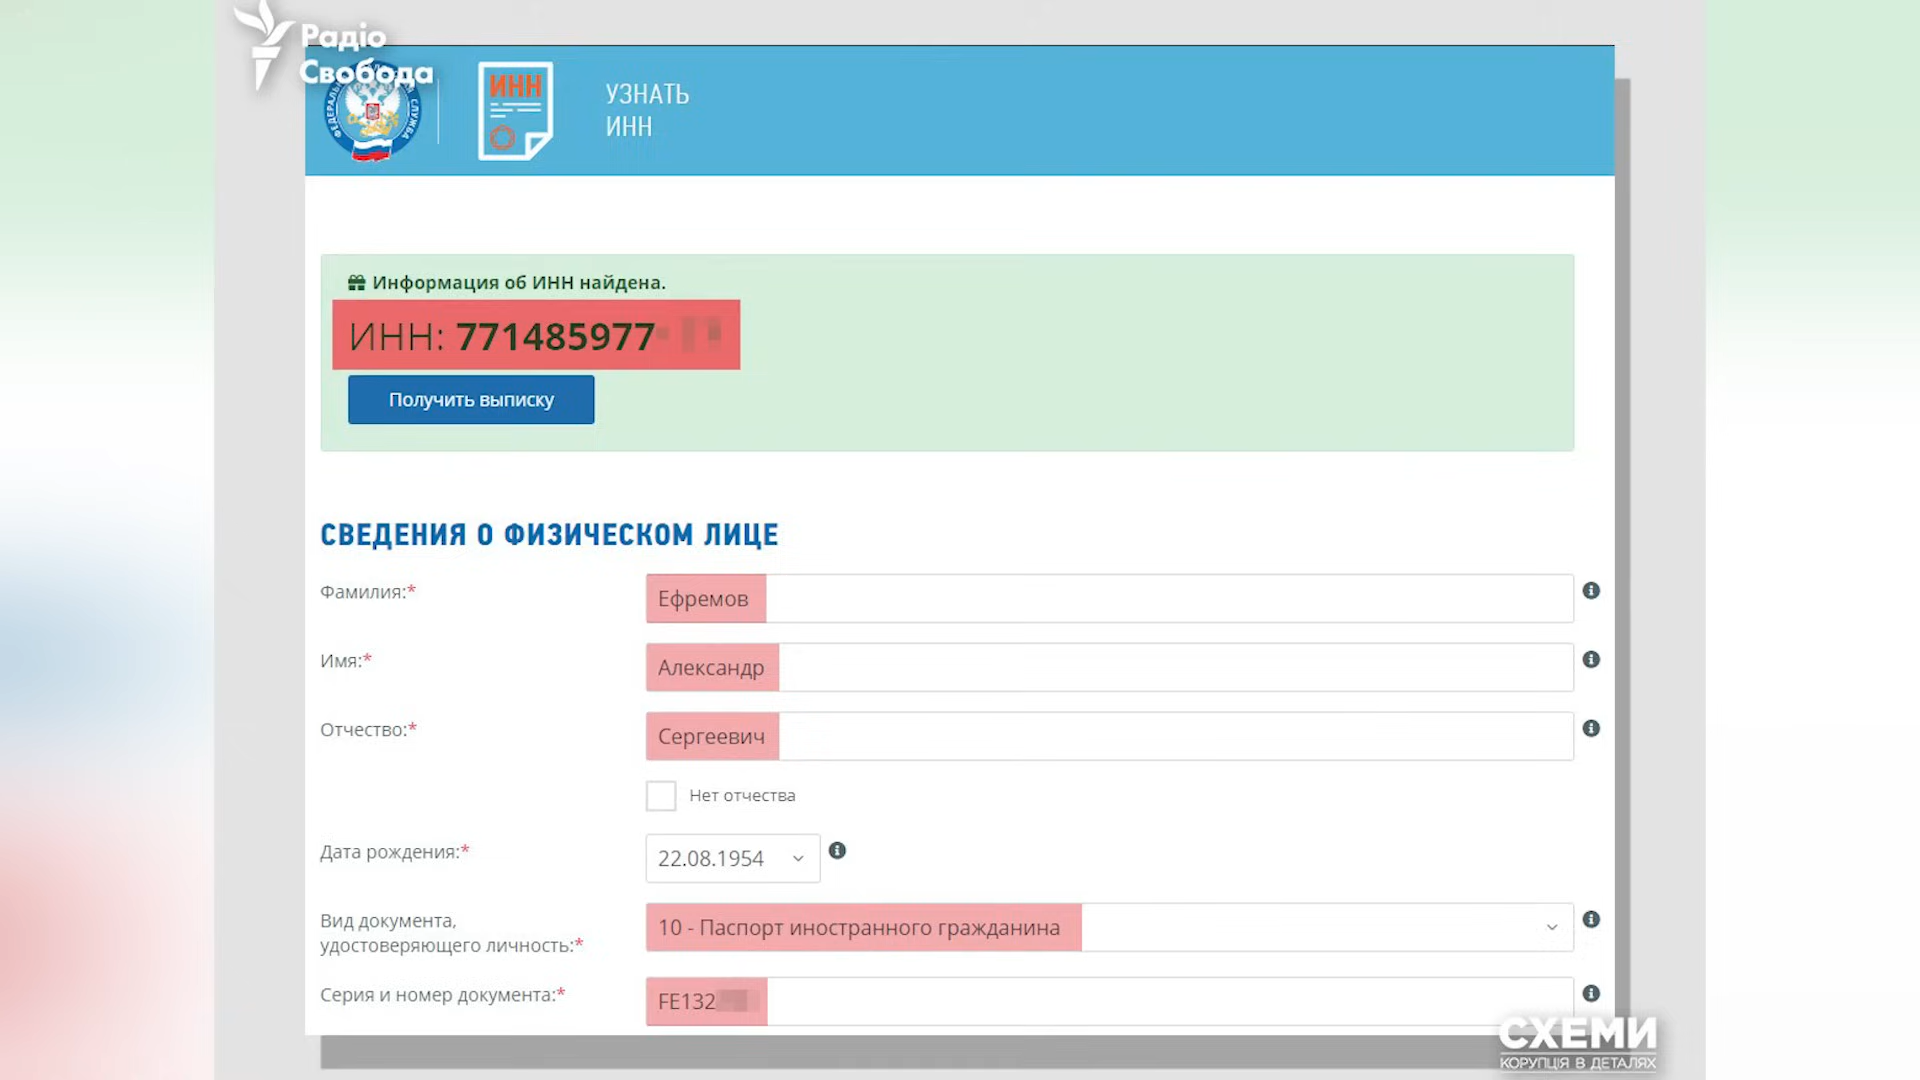 Радіо
Свобода
ИНН
УЗНАТЬ
ИНН
Информация об ИНН найдена.
ИНН: 771485977
Получить выписку
СВЕДЕНИЯ О ФИЗИЧЕСКОМ ЛИЦЕ
Фамилия:*
Ефремов
Имя:*
Александр
Отчество:*
Сергеевич
Нет отчества
Дата рождения:*
22.08.1954
Вид документа,
удостоверяющего личность:*
10 - Паспорт иностранного гражданина
Серия и номер документа:*
FE132
СХЕМИ
КОРУПЦІЯ В ДЕТАЛЯХ